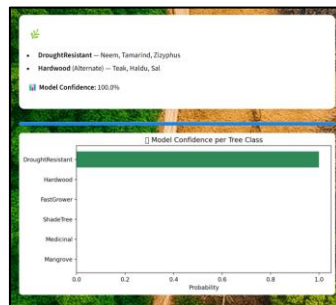 DroughtResistant — Neem, Tamarind, Zizyphus
Hardwood (Alternate) — Teak, Haldu, Sal
Model Confidence: 100.0%
Model Confidence per Tree Class
DroughtResistant
Hardwood
FastGrower
ShadeTree
Medicinal
Mangrove
0.0 0.2 0.4 0.6 0.8 1.0
Probability